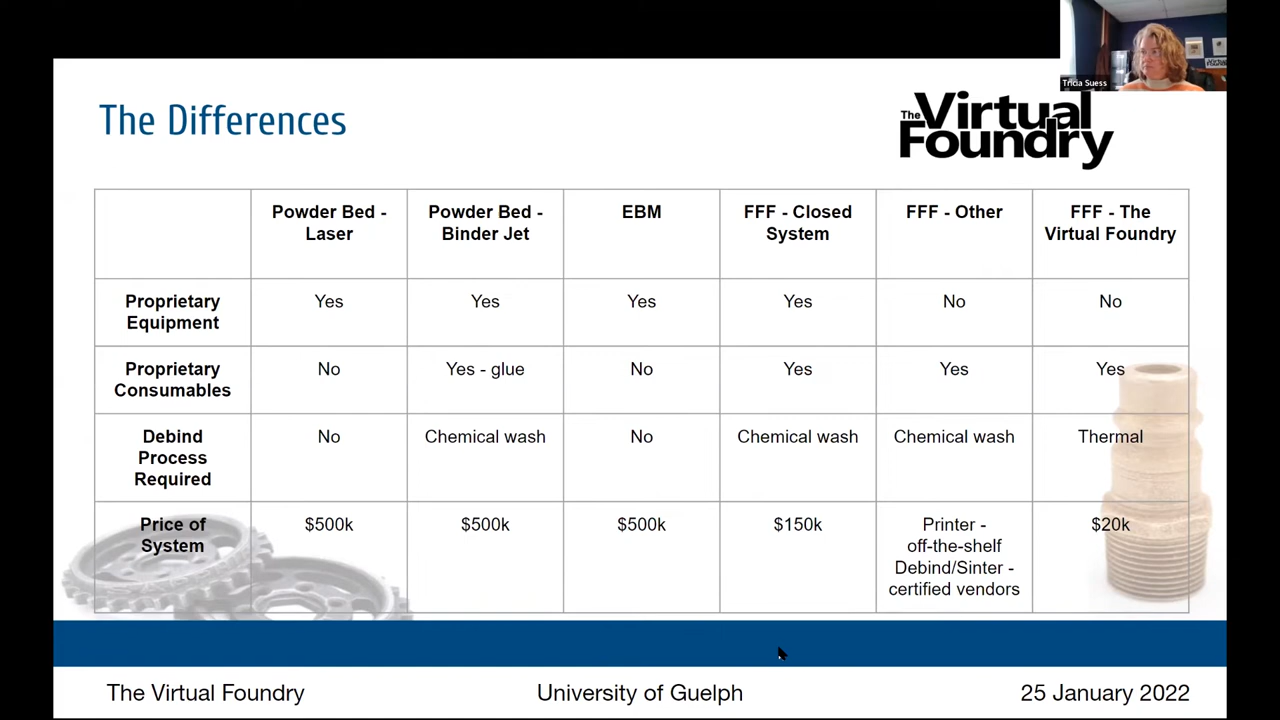 Tricia Suess
VIRTUAL
FOUNDRY
The Differences
The Virtual
Foundry
Powder Bed -
Laser
Powder Bed -
Binder Jet
EBM
FFF - Closed
System
FFF - Other
FFF - The
Virtual Foundry
Proprietary
Equipment
Yes
Yes
Yes
Yes
No
No
Proprietary
Consumables
No
Yes - glue
No
Yes
Yes
Yes
Debind
Process
Required
No
Chemical wash
No
Chemical wash
Chemical wash
Thermal
Price of
System
$500k
$500k
$500k
$150k
Printer -
off-the-shelf
Debind/Sinter -
certified vendors
$20k
The Virtual Foundry
University of Guelph
25 January 2022